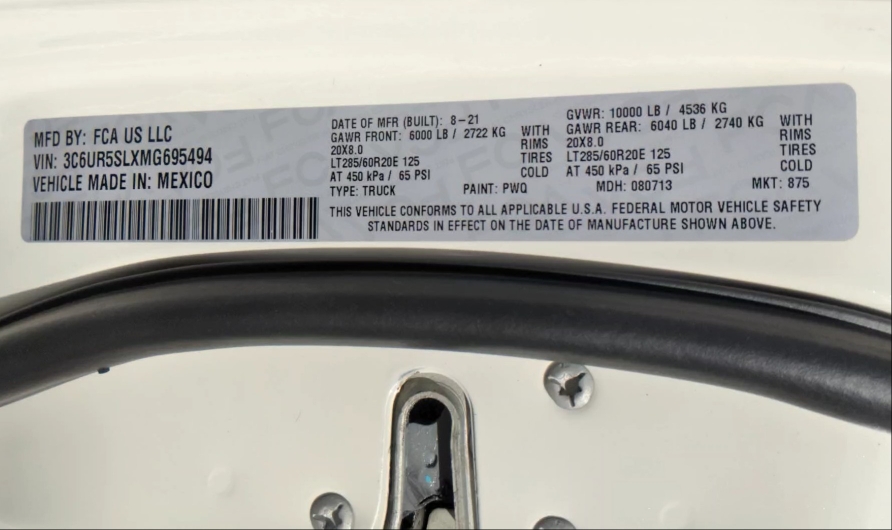 MFD BY: FCA US LLC
VIN: 3C6UR5SLXMG695494
VEHICLE MADE IN: MEXICO
DATE OF MFR (BUILT): 8-21
GVWR: 10000 LB / 4536 KG
GAWR FRONT: 6000 LB / 2722 KG WITH
GAWR REAR: 6040 LB / 2740 KG WITH
20X8.0 RIMS
20X8.0 RIMS
LT285/60R20E 125 TIRES
LT285/60R20E 125 TIRES
AT 450 kPa / 65 PSI COLD
AT 450 kPa / 65 PSI COLD
TYPE: TRUCK PAINT: PWQ MDH: 080713 MKT: 875
THIS VEHICLE CONFORMS TO ALL APPLICABLE U.S.A. FEDERAL MOTOR VEHICLE SAFETY
STANDARDS IN EFFECT ON THE DATE OF MANUFACTURE SHOWN ABOVE.